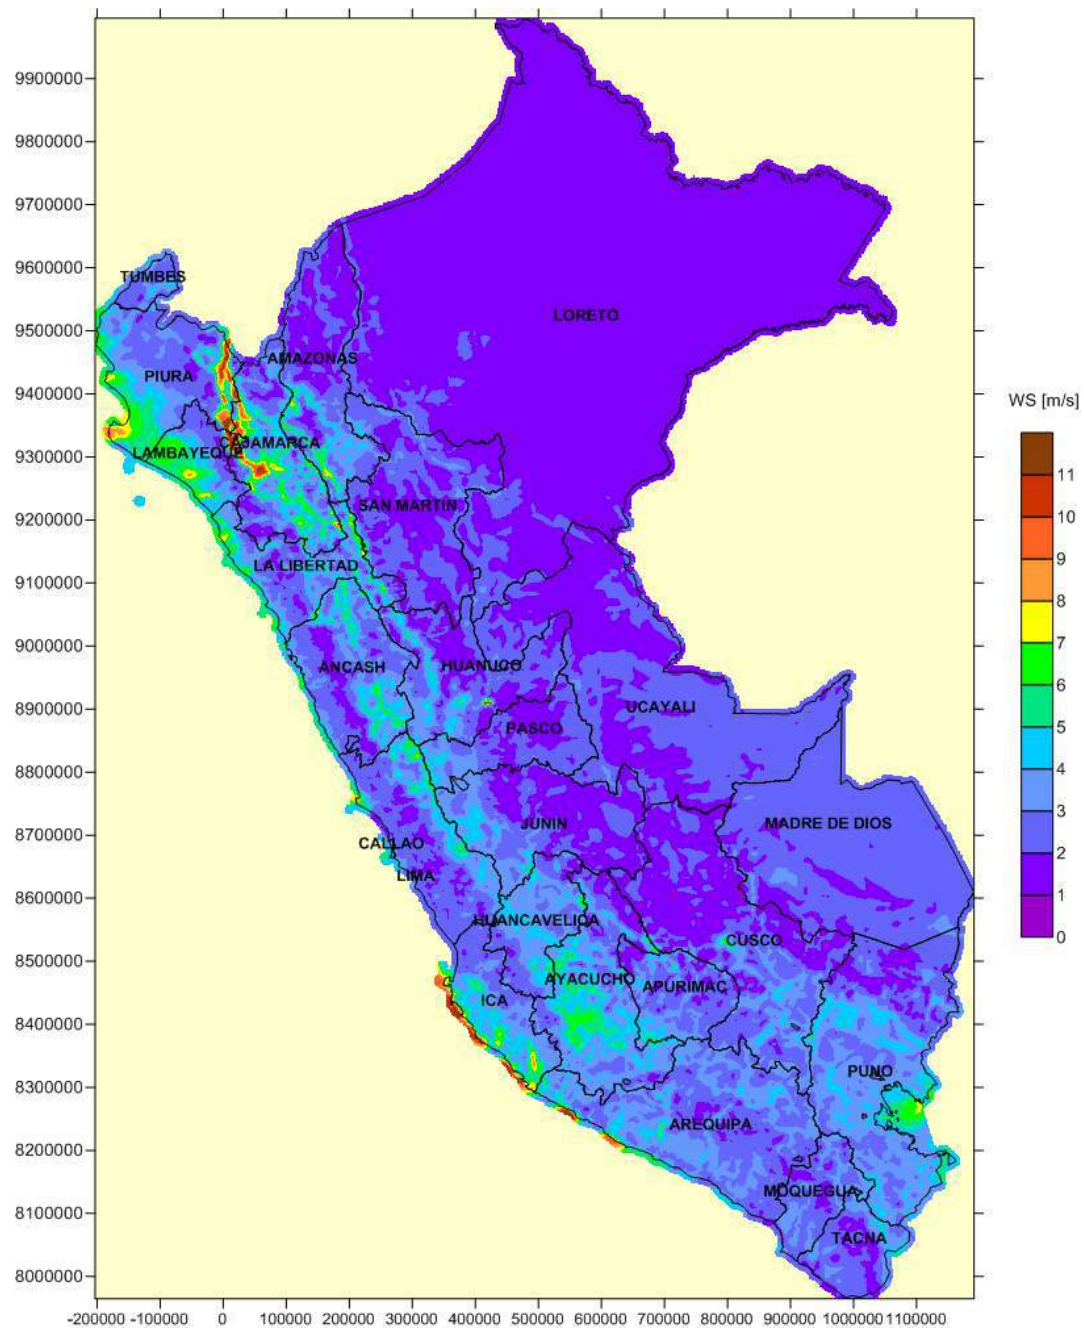 9900000
9800000
9700000
9600000
TUMBES
9500000
LORETO
AMAZONAS
WS [m/s]
PIURA
9400000
CAJAMARCA
LAMBAYEQUE
9300000
11
SAN MARTIN
10
9200000
9
LA LIBERTAD
9100000
8
7
9000000
ANCASH
HUANUCO
6
UCAYALI
8900000
PASCO
5
4
8800000
3
JUNIN
MADRE DE DIOS
8700000
CALLAO
2
LIMA
8600000
1
HUANCAVELICA
CUSCO
0
8500000
AYACUCHO
APURIMAC
ICA
8400000
PUNO
8300000
AREQUIPA
8200000
MOQUEGUA
8100000
TACNA
8000000
-200000 -100000 0 100000 200000 300000 400000 500000 600000 700000 800000 900000 1000000 1100000